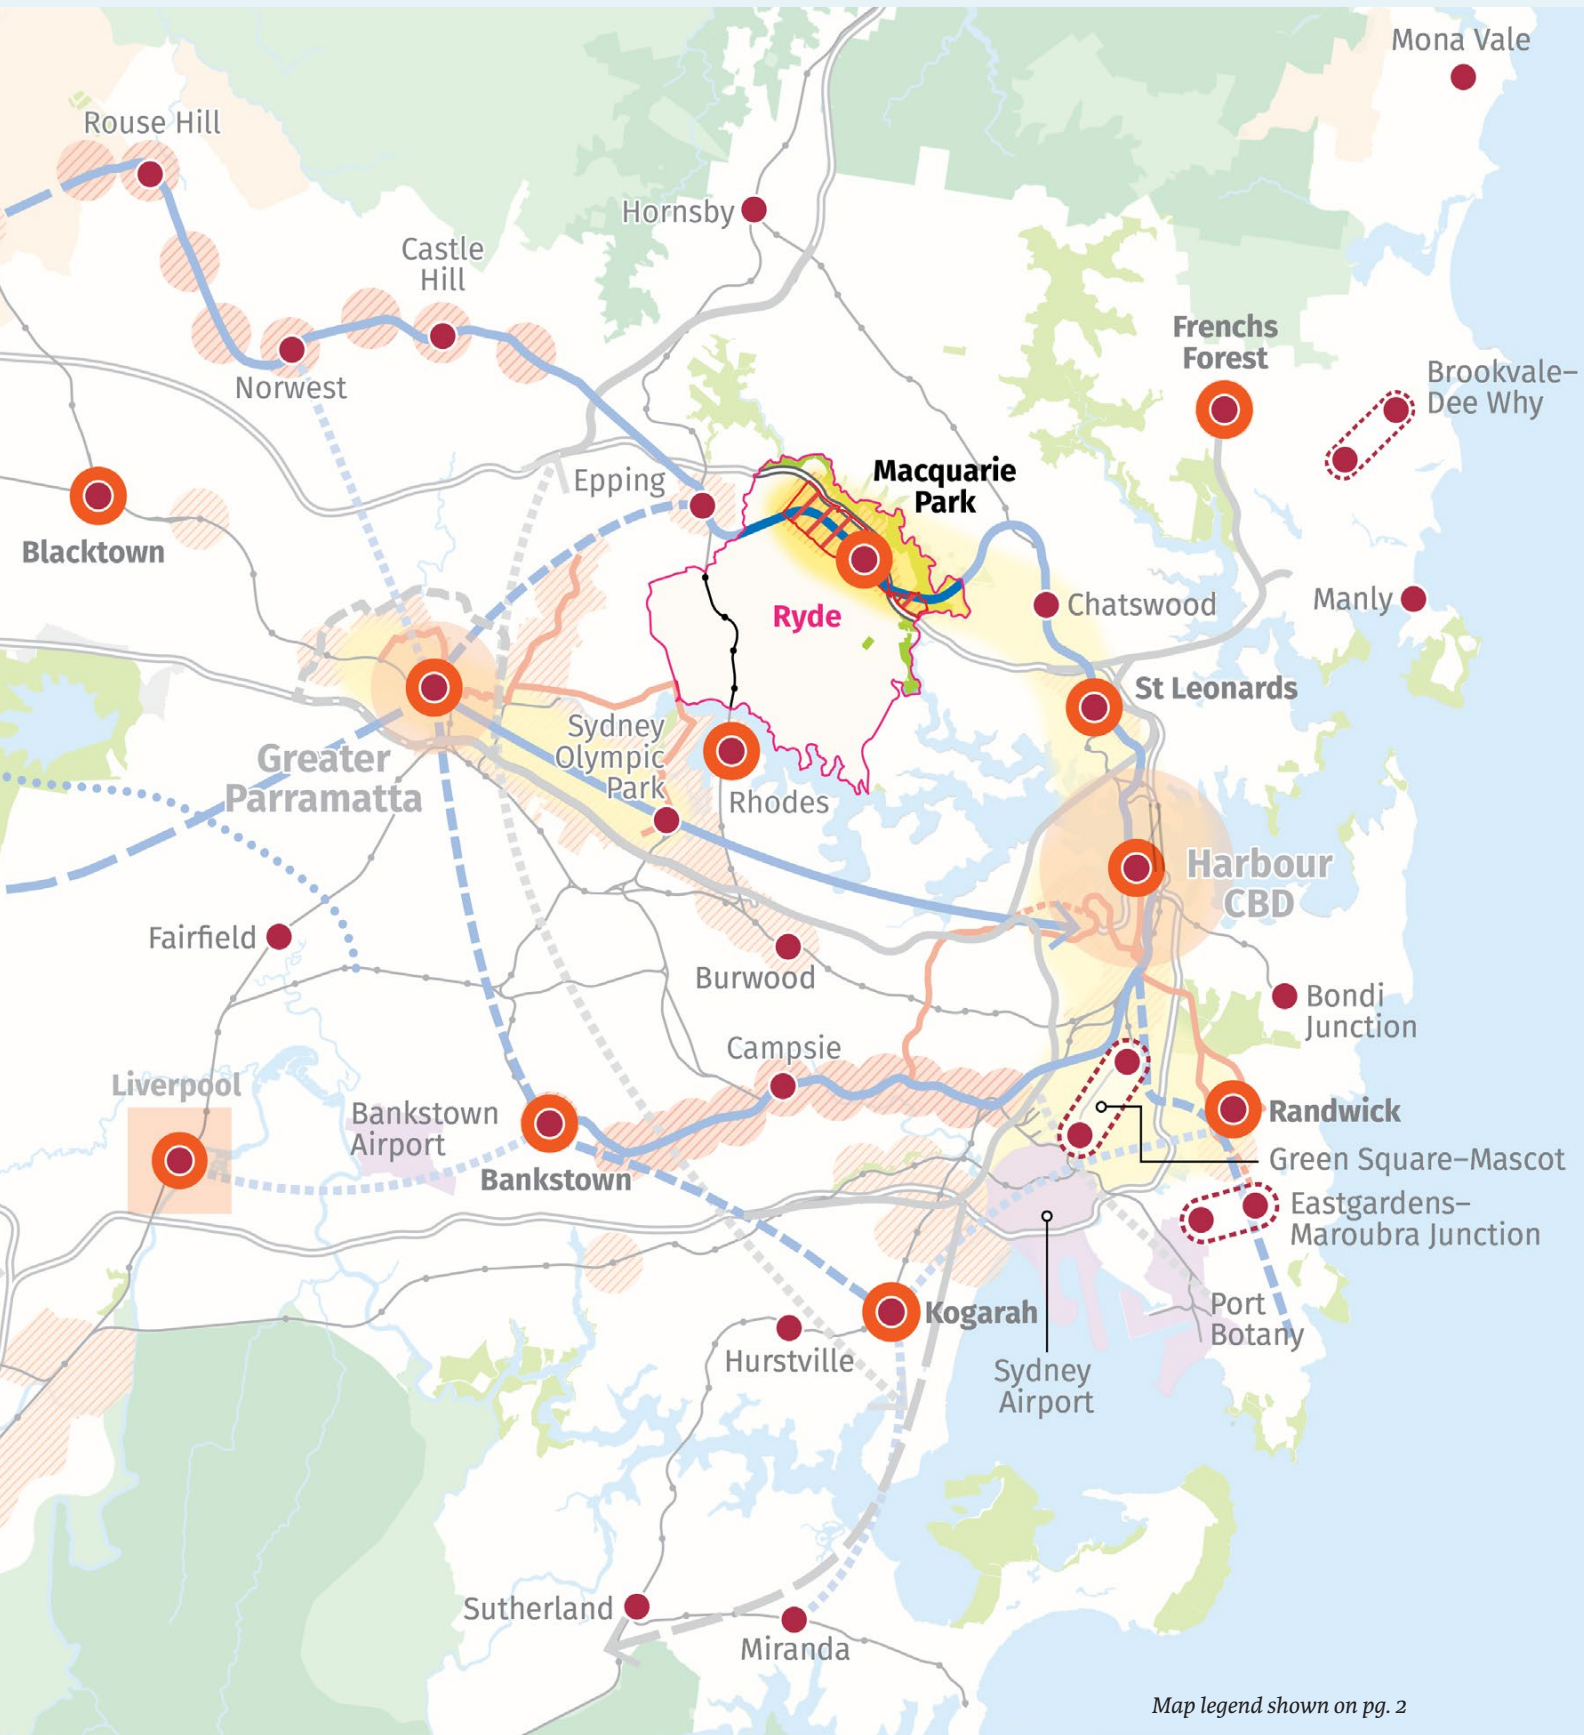 Mona Vale
Rouse Hill
Hornsby
Castle
Hill
Frenchs
Forest
Brookvale–
Dee Why
Norwest
Epping
Macquarie
Park
Blacktown
Manly
Chatswood
Ryde
St Leonards
Sydney
Olympic
Park
Greater
Parramatta
Rhodes
Harbour
CBD
Fairfield
Burwood
Bondi
Junction
Campsie
Liverpool
Bankstown
Airport
Randwick
Green Square–Mascot
Bankstown
Eastgardens–
Maroubra Junction
Kogarah
Port
Botany
Hurstville
Sydney
Airport
Sutherland
Miranda
Map legend shown on pg. 2